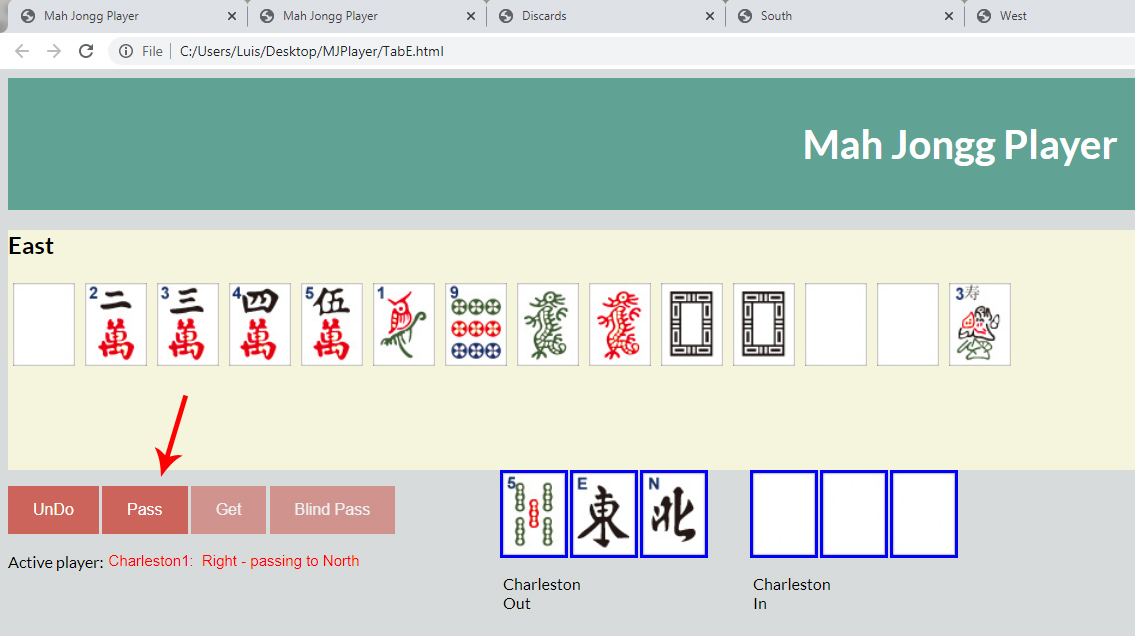 Mah Jongg Player
Mah Jongg Player
Discards
South
West
File
C:/Users/Luis/Desktop/MJPlayer/TabE.html
Mah Jongg Player
East
2 二萬
3 三萬
4 四萬
5 伍萬
1
9
3 寿
UnDo
Pass
Get
Blind Pass
5
E 東
N 北
Active player: Charleston1: Right - passing to North
Charleston
Out
Charleston
In